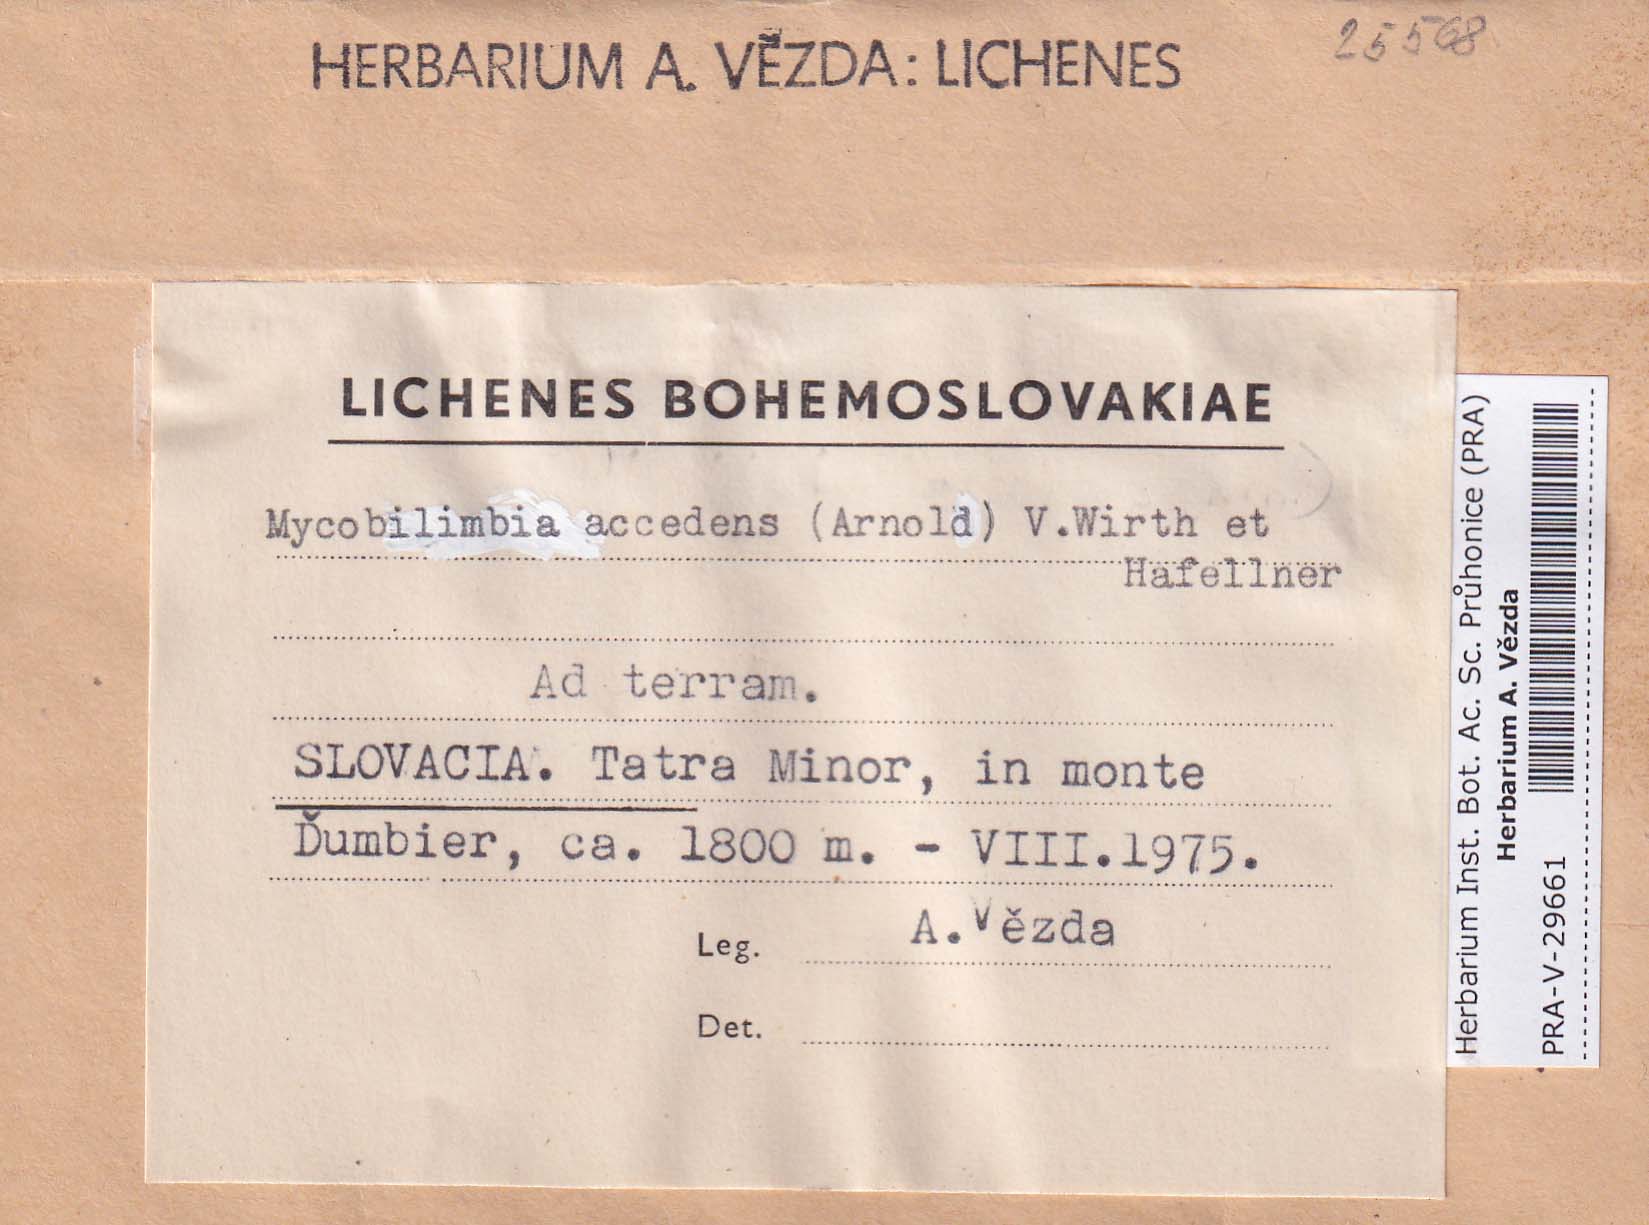 25568
HERBARIUM A. VĚZDA: LICHENES
LICHENES BOHEMOSLOVAKIAE
Mycobilimbia accedens (Arnold) V.Wirth et
Hafellner
Ad terram.
SLOVACIA. Tatra Minor, in monte
Ďumbier, ca. 1800 m. - VIII.1975.
Leg. A.Vězda
Det.
Herbarium Inst. Bot. Ac. Sc. Průhonice (PRA)
Herbarium A. Vězda
PRA-V-29661